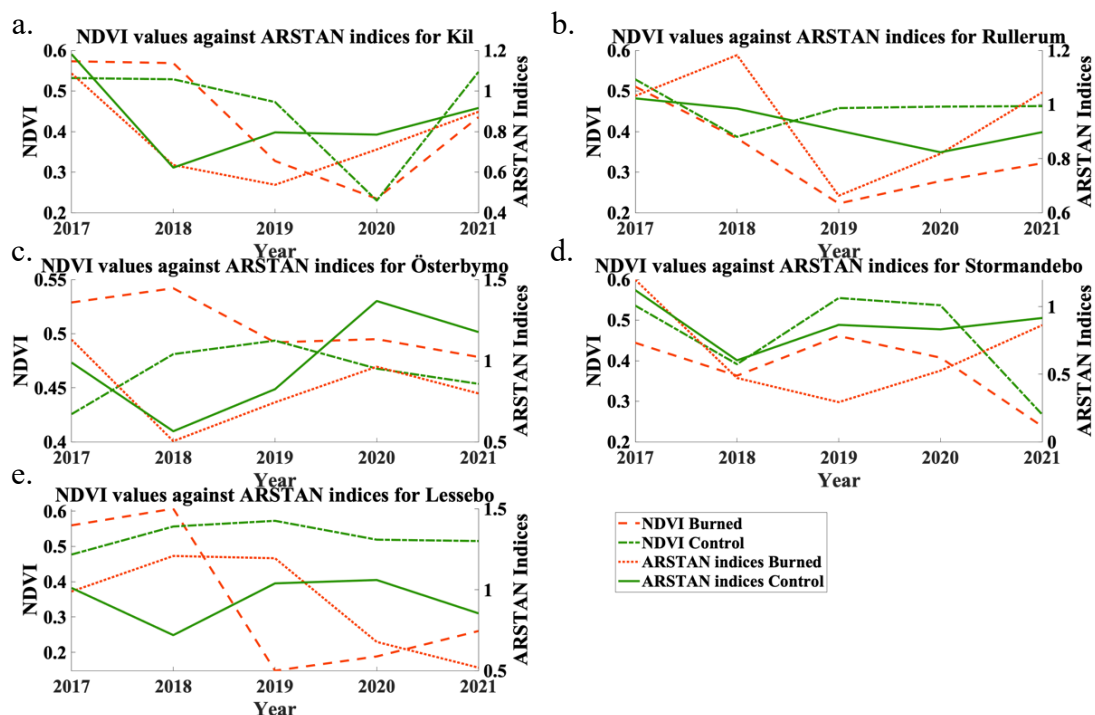 a.
NDVI values against ARSTAN indices for Kil
0.6
0.5
0.4
0.3
0.2
NDVI
1.2
1
0.8
0.6
0.4
ARSTAN Indices
2017 2018 2019 2020 2021
Year
b.
NDVI values against ARSTAN indices for Rullerum
0.6
0.5
0.4
0.3
0.2
NDVI
1.2
1
0.8
0.6
ARSTAN Indices
2017 2018 2019 2020 2021
Year
c.
NDVI values against ARSTAN indices for Österbymo
0.55
0.5
0.45
0.4
NDVI
1.5
1
0.5
ARSTAN Indices
2017 2018 2019 2020 2021
Year
d.
NDVI values against ARSTAN indices for Stormandebo
0.6
0.5
0.4
0.3
0.2
NDVI
1
0.5
0
ARSTAN Indices
2017 2018 2019 2020 2021
Year
e.
NDVI values against ARSTAN indices for Lessebo
0.6
0.5
0.4
0.3
0.2
NDVI
1.5
1
0.5
ARSTAN Indices
2017 2018 2019 2020 2021
Year
NDVI Burned
NDVI Control
ARSTAN indices Burned
ARSTAN indices Control